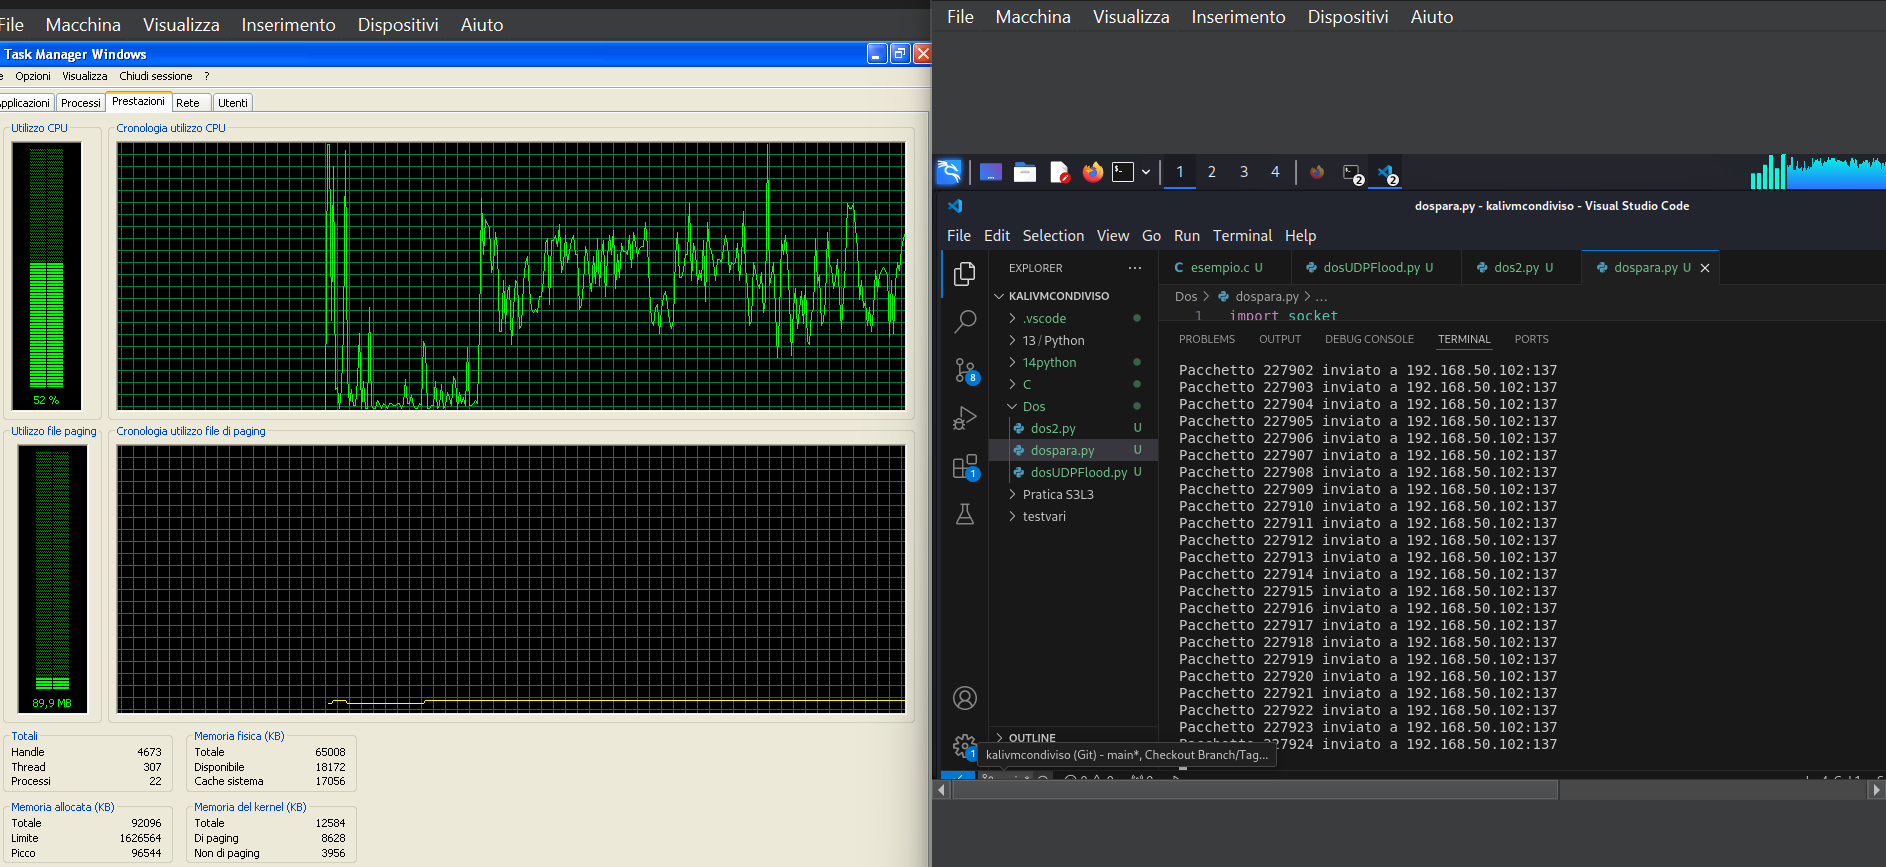 File Macchina Visualizza Inserimento Dispositivi Aiuto
Task Manager Windows
e Opzioni Visualizza Chiudi sessione ?
pplicazioni Processi Prestazioni Rete Utenti
Utilizzo CPU
Cronologia utilizzo CPU
52 %
Utilizzo file paging
Cronologia utilizzo file di paging
89,9 MB
Totali
Handle 4673
Thread 307
Processi 22
Memoria fisica (KB)
Totale 65008
Disponibile 18172
Cache sistema 17056
Memoria allocata (KB)
Totale 92096
Limite 1626564
Picco 96544
Memoria del kernel (KB)
Totale 12584
Di paging 8628
Non di paging 3956
File Macchina Visualizza Inserimento Dispositivi Aiuto
1 2 3 4 2 2
dospara.py - kalivmcondiviso - Visual Studio Code
File Edit Selection View Go Run Terminal Help
EXPLORER ...
esempio.c U dosUDPFlood.py U dos2.py U dospara.py U
KALIVMCONDIVISO
.vscode
13 / Python
14python
C
Dos
dos2.py U
dospara.py U
dosUDPFlood.py U
Pratica S3L3
testvari
OUTLINE
8
1
1
kalivmcondiviso (Git) - main*, Checkout Branch/Tag...
Dos > dospara.py > ...
1 import socket
PROBLEMS OUTPUT DEBUG CONSOLE TERMINAL PORTS
Pacchetto 227902 inviato a 192.168.50.102:137
Pacchetto 227903 inviato a 192.168.50.102:137
Pacchetto 227904 inviato a 192.168.50.102:137
Pacchetto 227905 inviato a 192.168.50.102:137
Pacchetto 227906 inviato a 192.168.50.102:137
Pacchetto 227907 inviato a 192.168.50.102:137
Pacchetto 227908 inviato a 192.168.50.102:137
Pacchetto 227909 inviato a 192.168.50.102:137
Pacchetto 227910 inviato a 192.168.50.102:137
Pacchetto 227911 inviato a 192.168.50.102:137
Pacchetto 227912 inviato a 192.168.50.102:137
Pacchetto 227913 inviato a 192.168.50.102:137
Pacchetto 227914 inviato a 192.168.50.102:137
Pacchetto 227915 inviato a 192.168.50.102:137
Pacchetto 227916 inviato a 192.168.50.102:137
Pacchetto 227917 inviato a 192.168.50.102:137
Pacchetto 227918 inviato a 192.168.50.102:137
Pacchetto 227919 inviato a 192.168.50.102:137
Pacchetto 227920 inviato a 192.168.50.102:137
Pacchetto 227921 inviato a 192.168.50.102:137
Pacchetto 227922 inviato a 192.168.50.102:137
Pacchetto 227923 inviato a 192.168.50.102:137
27924 inviato a 192.168.50.102:137